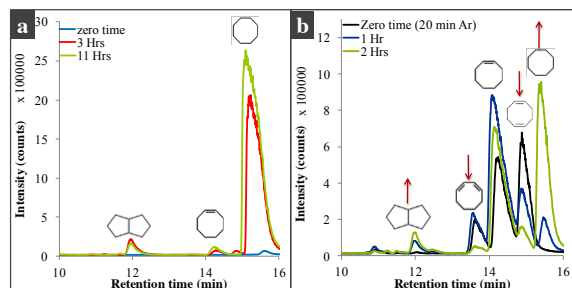 a
zero time
3 Hrs
11 Hrs
Intensity (counts)
x 100000
30
25
20
15
10
5
0
10
12
14
16
Retention time (min)
b
Zero time (20 min Ar)
1 Hr
2 Hrs
Intensity (counts)
x 100000
12
10
8
6
4
2
0
10
12
14
16
Retention time (min)